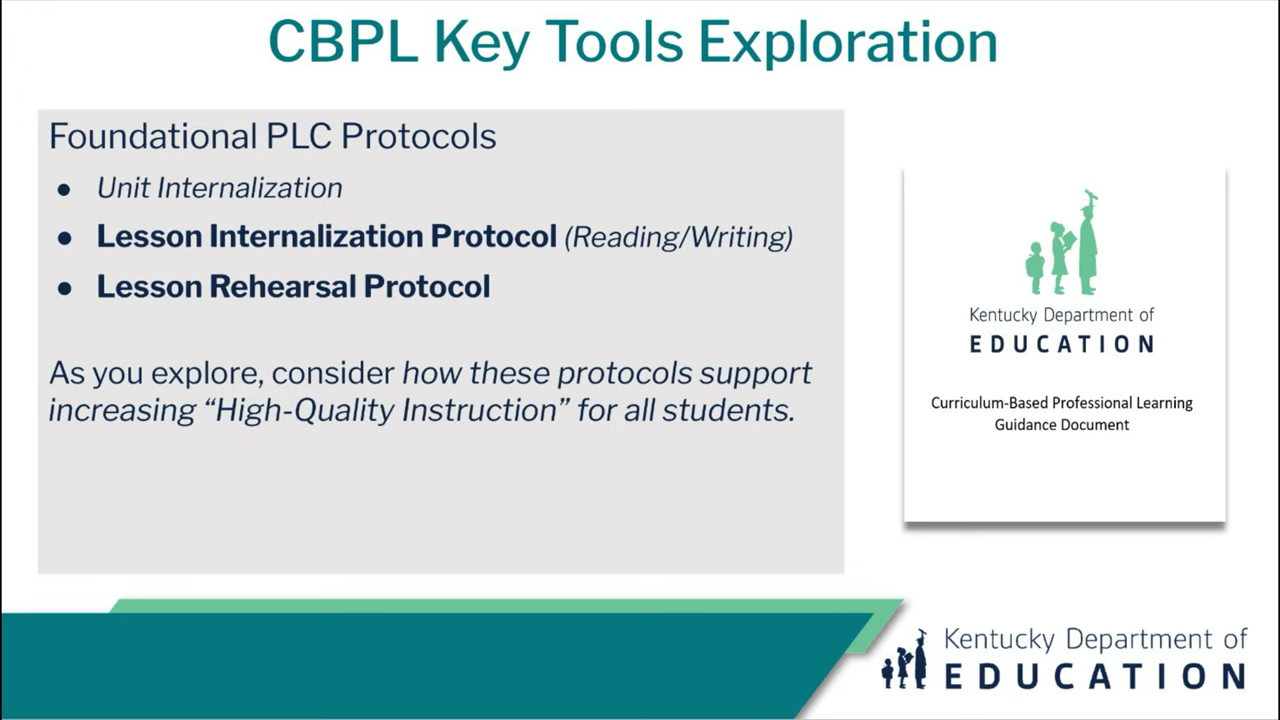 CBPL Key Tools Exploration
Foundational PLC Protocols
● Unit Internalization
● Lesson Internalization Protocol (Reading/Writing)
● Lesson Rehearsal Protocol
As you explore, consider how these protocols support
increasing “High-Quality Instruction” for all students.
Kentucky Department of
EDUCATION
Curriculum-Based Professional Learning
Guidance Document
Kentucky Department of
EDUCATION